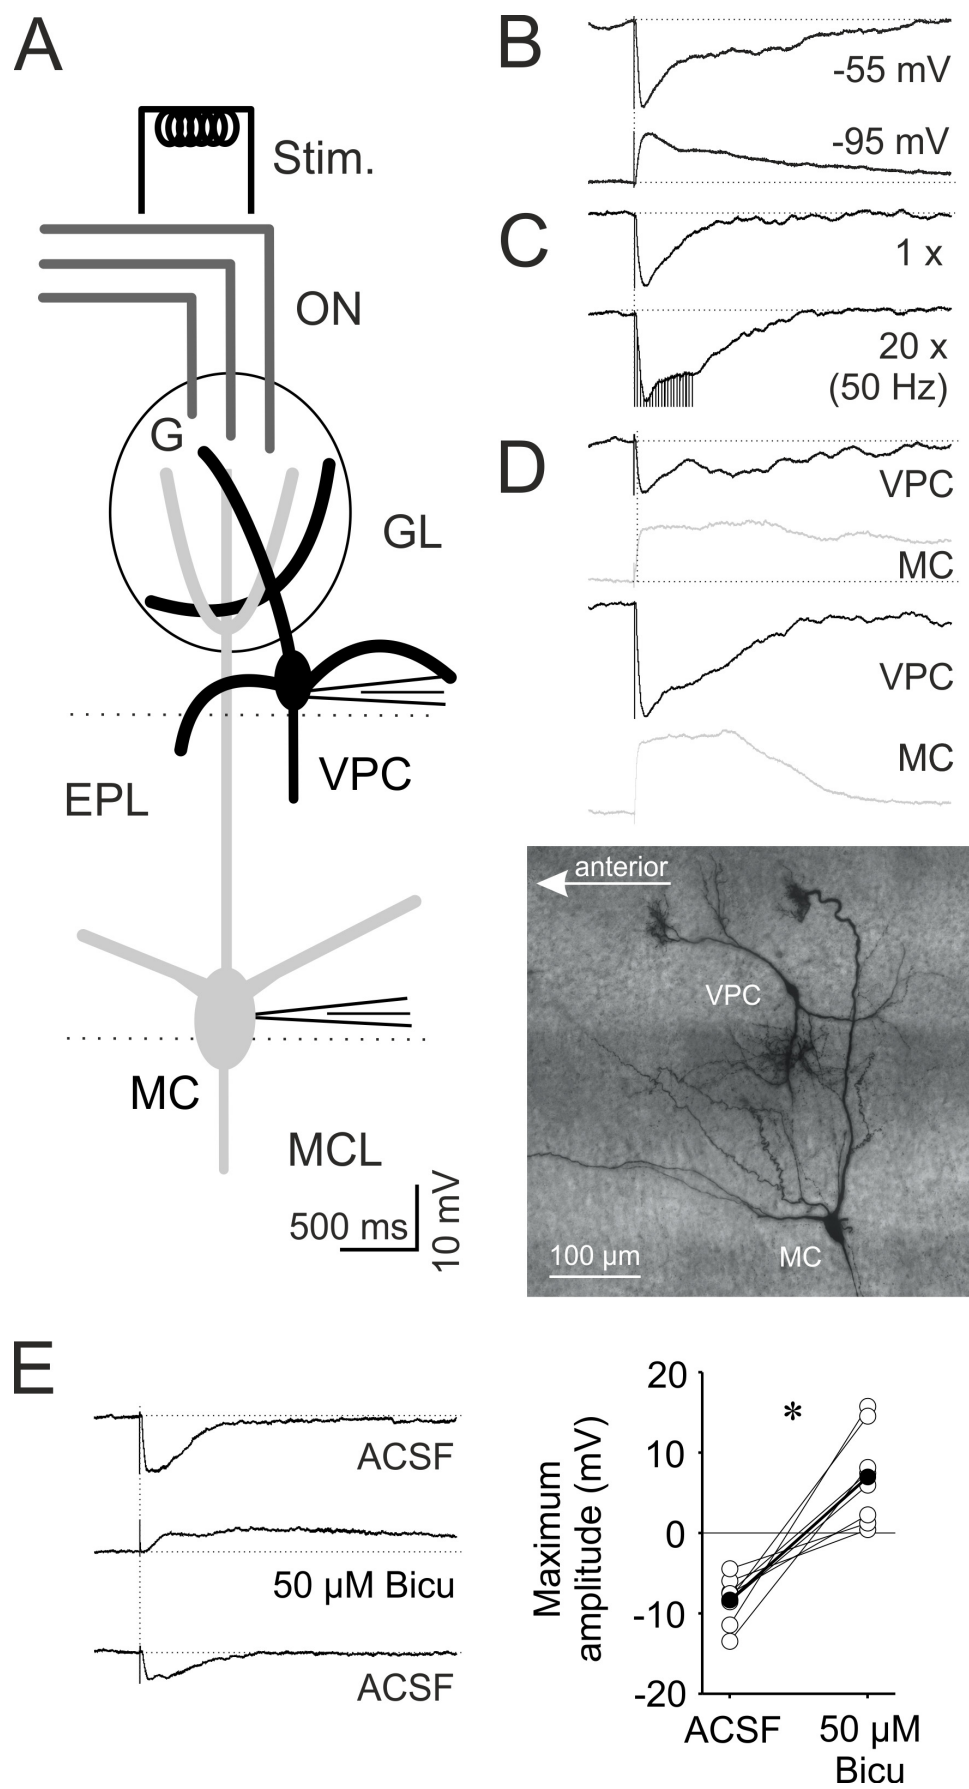 A
Stim.
ON
G
GL
VPC
EPL
MC
MCL
500 ms
10 mV
B
-55 mV
-95 mV
C
1 x
20 x
(50 Hz)
D
VPC
MC
VPC
MC
anterior
VPC
MC
100 µm
E
ACSF
50 µM Bicu
ACSF
Maximum
amplitude (mV)
20
10
0
-10
-20
*
ACSF
50 µM
Bicu